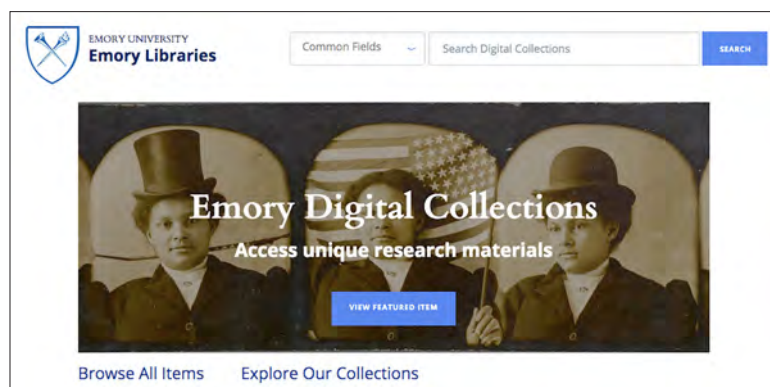 EMORY UNIVERSITY
Emory Libraries
Common Fields
Search Digital Collections
SEARCH
Emory Digital Collections
Access unique research materials
VIEW FEATURED ITEM
Browse All Items
Explore Our Collections